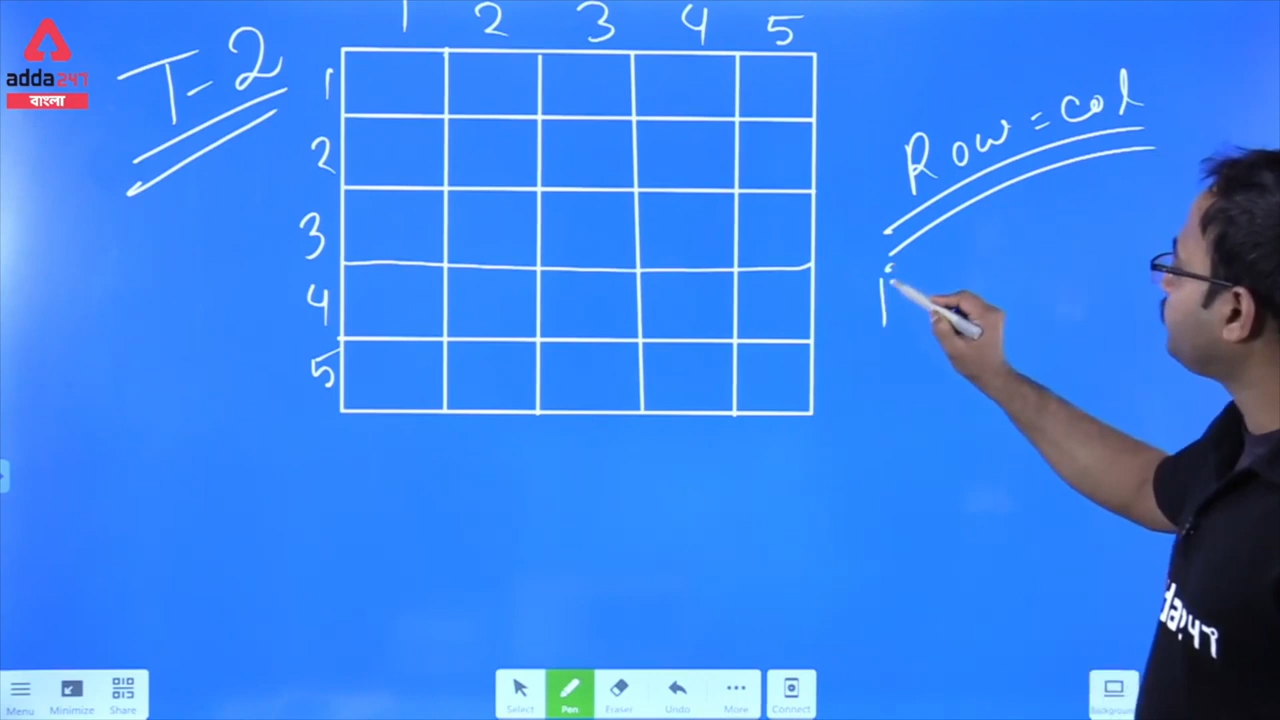 1 2 3 4 5
T-2
1
2
3
4
5
Row = col
adda247
বাংলা
Menu Minimize Share
Select Pen Eraser Undo More
Connect
Background